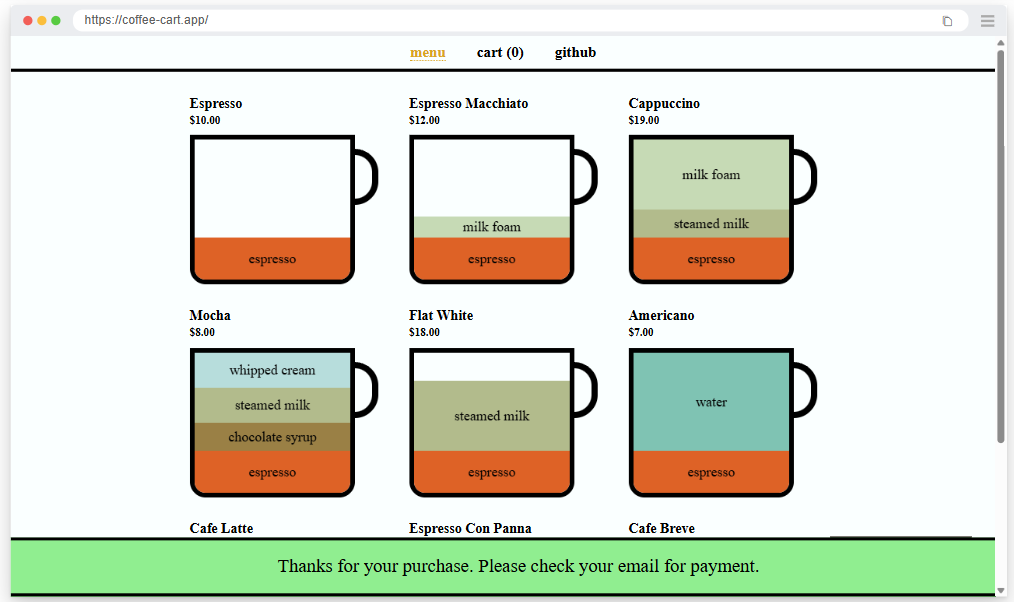 https://coffee-cart.app/
menu cart (0) github
Espresso Espresso Macchiato Cappuccino
$10.00 $12.00 $19.00
milk foam
milk foam steamed milk
espresso espresso espresso
Mocha Flat White Americano
$8.00 $18.00 $7.00
whipped cream
steamed milk steamed milk water
chocolate syrup
espresso espresso espresso
Cafe Latte Espresso Con Panna Cafe Breve
Thanks for your purchase. Please check your email for payment.